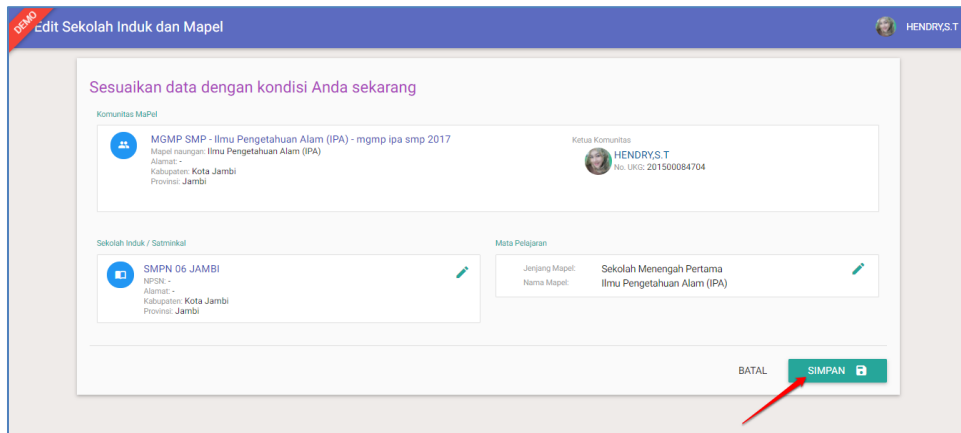 DEMO
Edit Sekolah Induk dan Mapel
HENDRY,S.T
Sesuaikan data dengan kondisi Anda sekarang
Komunitas MaPel
MGMP SMP - Ilmu Pengetahuan Alam (IPA) - mgmp ipa smp 2017
Mapel naungan: Ilmu Pengetahuan Alam (IPA)
Alamat: -
Kabupaten: Kota Jambi
Provinsi: Jambi
Ketua Komunitas
HENDRY,S.T
No. UKG: 201500084704
Sekolah Induk / Satminkal
SMPN 06 JAMBI
NPSN: -
Alamat: -
Kabupaten: Kota Jambi
Provinsi: Jambi
Mata Pelajaran
Jenjang Mapel: Sekolah Menengah Pertama
Nama Mapel: Ilmu Pengetahuan Alam (IPA)
BATAL SIMPAN